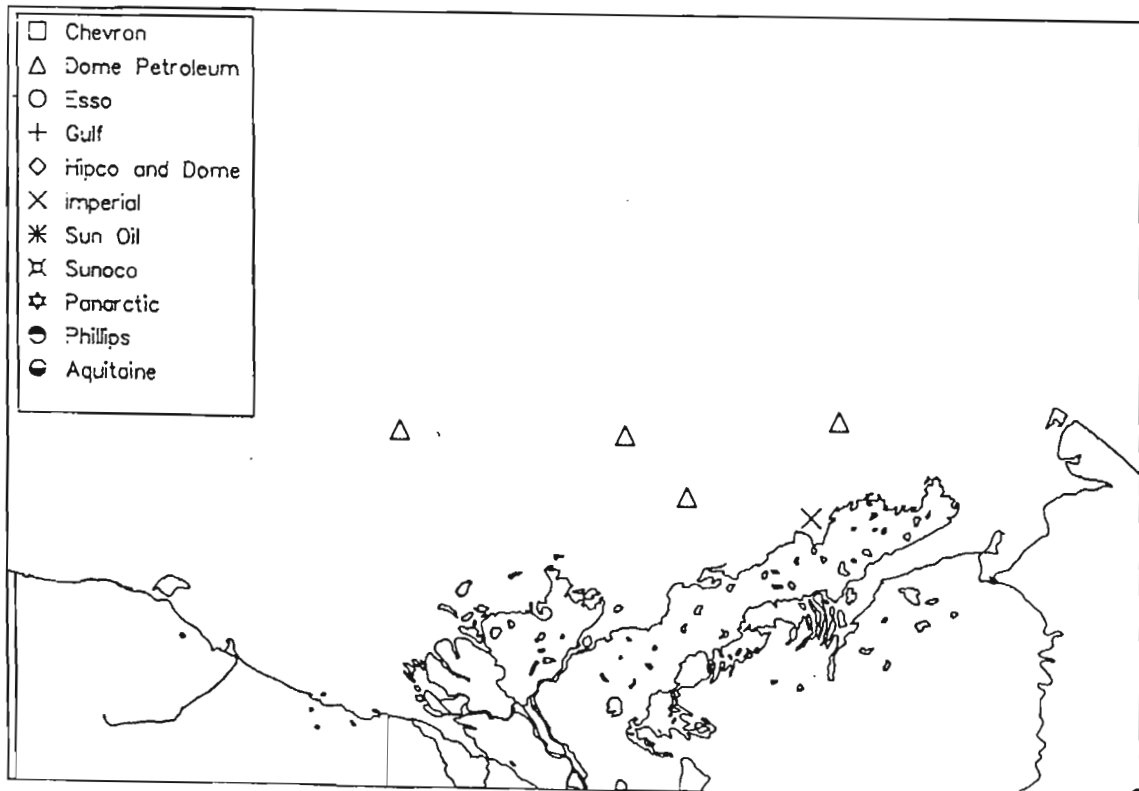 Chevron
Dome Petroleum
Esso
Gulf
Hipco and Dome
imperial
Sun Oil
Sunoco
Panarctic
Phillips
Aquitaine